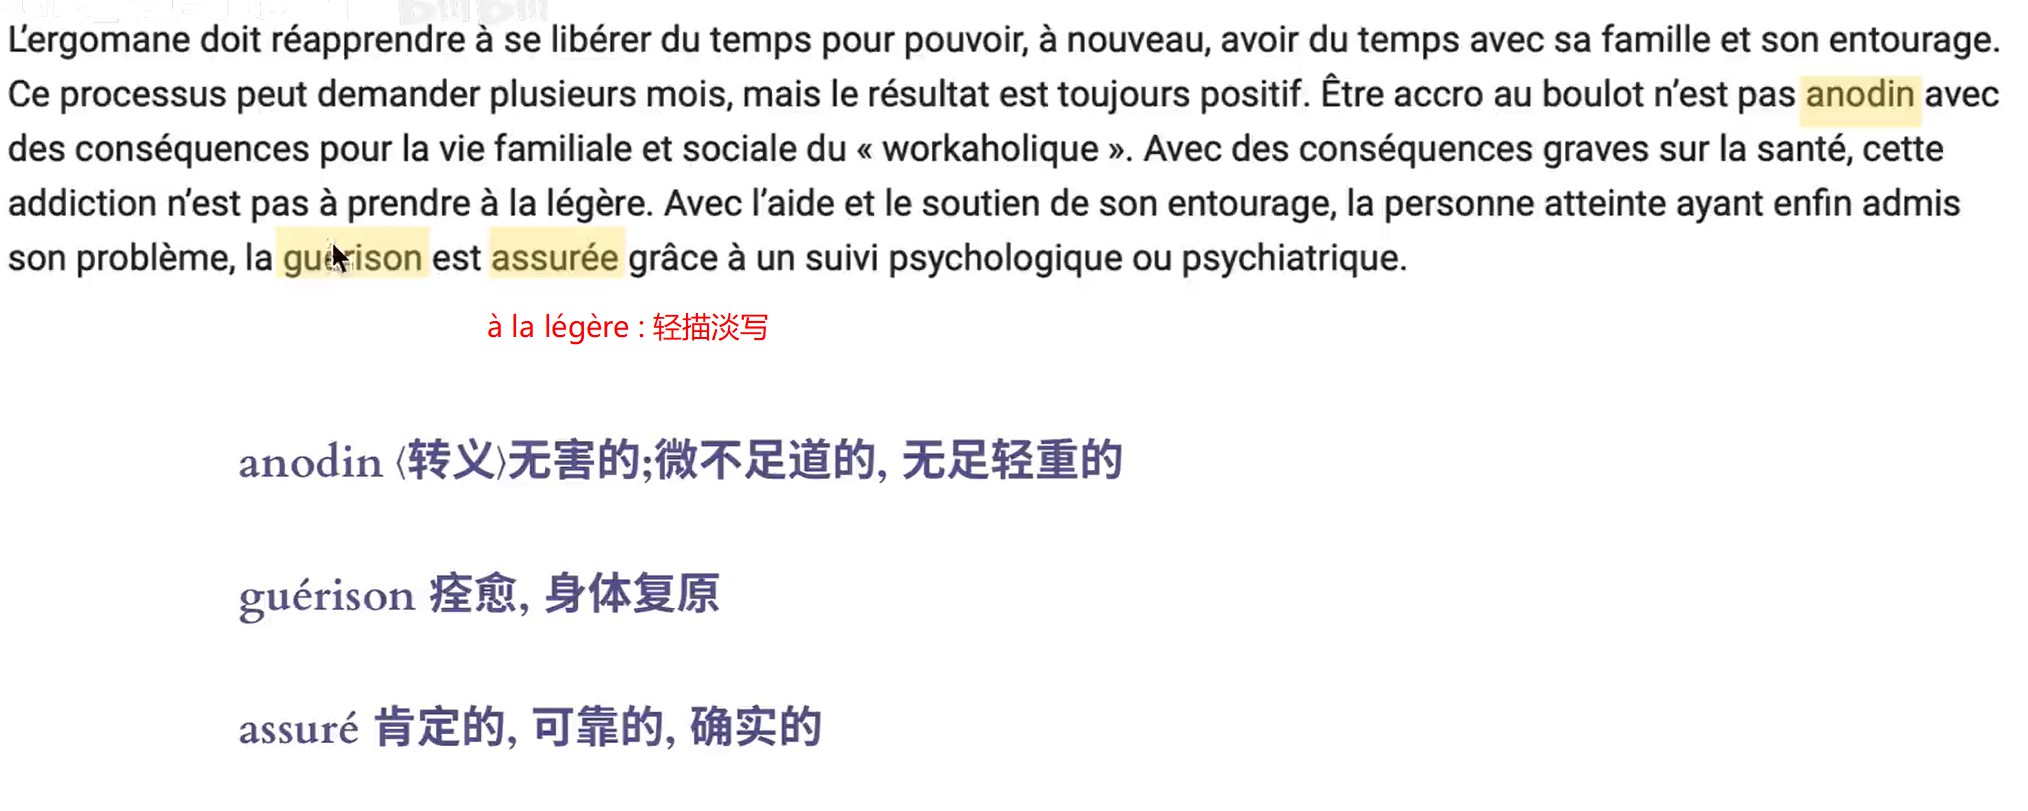 L’ergomane doit réapprendre à se libérer du temps pour pouvoir, à nouveau, avoir du temps avec sa famille et son entourage.
Ce processus peut demander plusieurs mois, mais le résultat est toujours positif. Être accro au boulot n’est pas anodin avec
des conséquences pour la vie familiale et sociale du « workaholique ». Avec des conséquences graves sur la santé, cette
addiction n’est pas à prendre à la légère. Avec l’aide et le soutien de son entourage, la personne atteinte ayant enfin admis
son problème, la guérison est assurée grâce à un suivi psychologique ou psychiatrique.
à la légère : 轻描淡写
anodin 〈转义〉无害的;微不足道的, 无足轻重的
guérison 痊愈, 身体复原
assuré 肯定的, 可靠的, 确实的